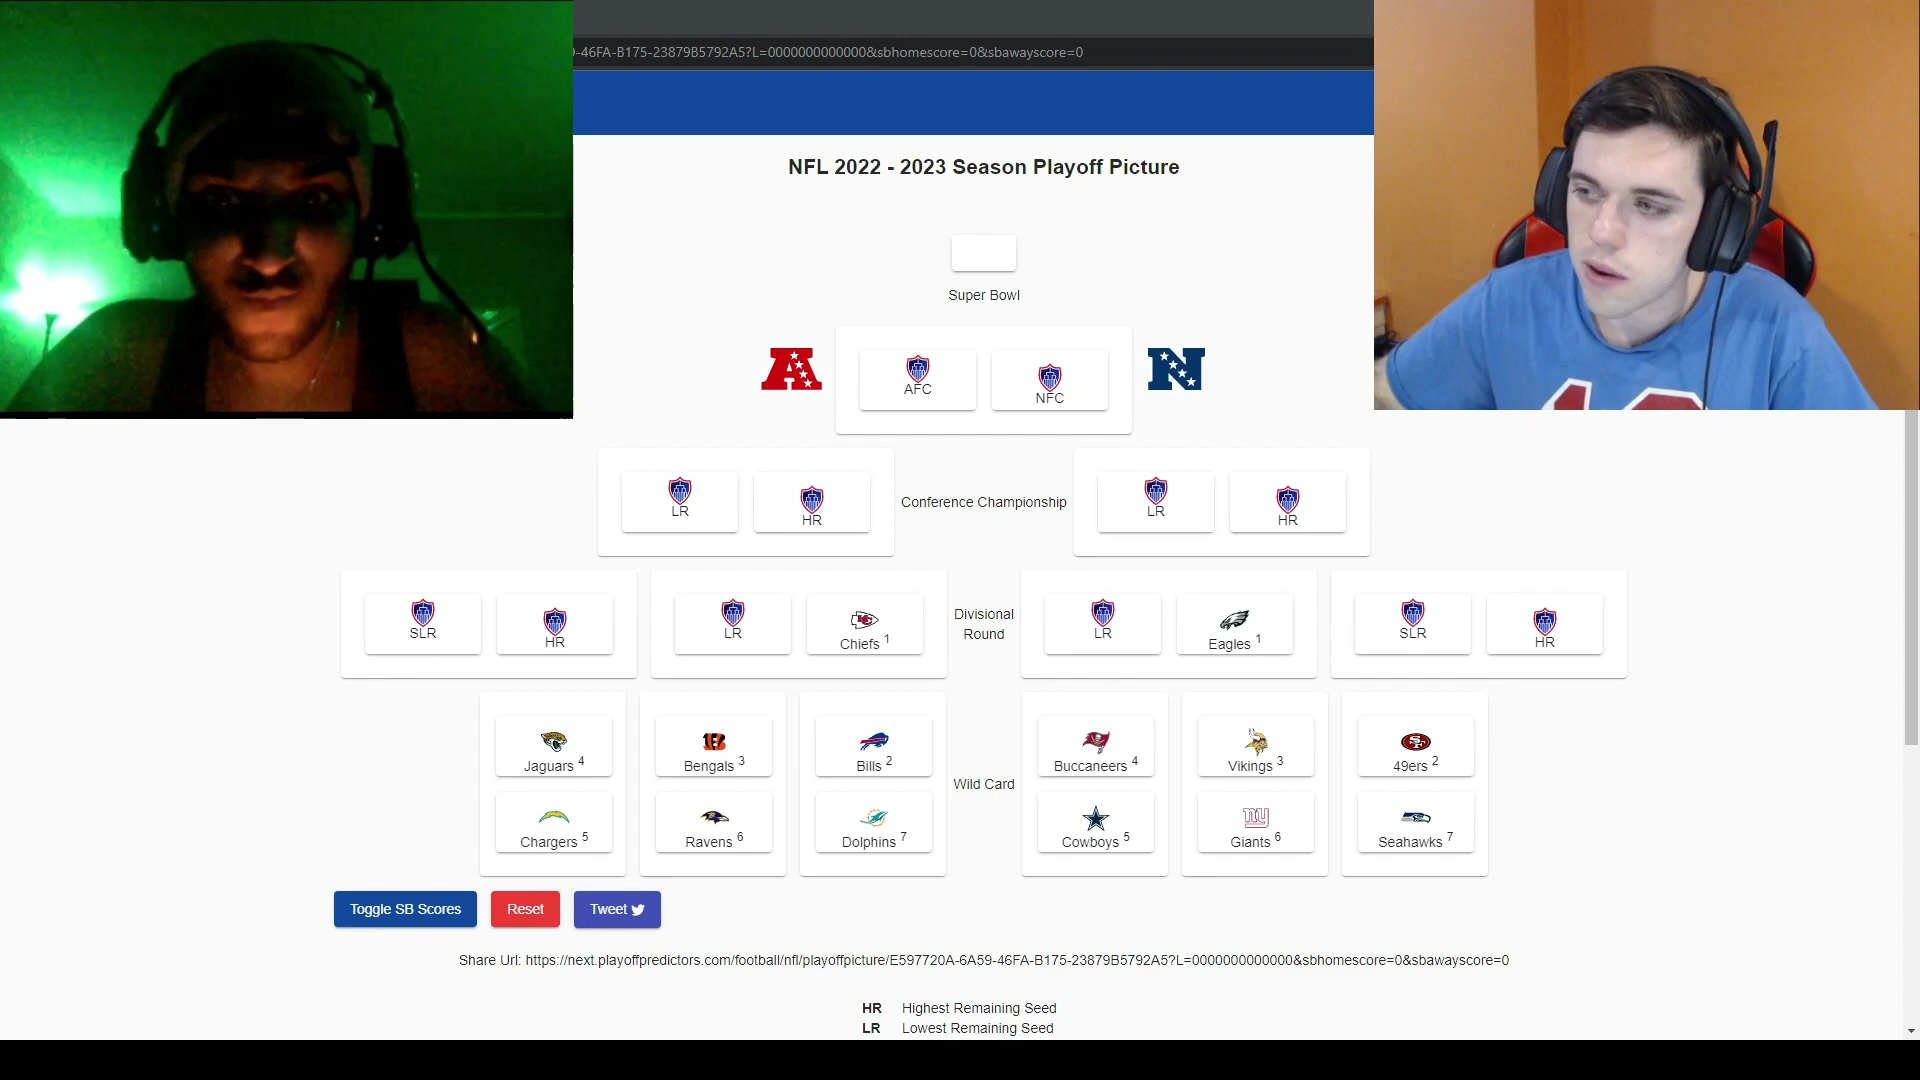 -46FA-B175-23879B5792A5?L=0000000000000&sbhomescore=0&sbawayscore=0
NFL 2022 - 2023 Season Playoff Picture
Super Bowl
A
AFC
NFC
N
LR
HR
Conference Championship
LR
HR
SLR
HR
LR
Chiefs 1
Divisional
Round
LR
Eagles 1
SLR
HR
Jaguars 4
Bengals 3
Bills 2
Buccaneers 4
Vikings 3
49ers 2
Wild Card
Chargers 5
Ravens 6
Dolphins 7
Cowboys 5
Giants 6
Seahawks 7
Toggle SB Scores
Reset
Tweet
Share Url: https://next.playoffpredictors.com/football/nfl/playoffpicture/E597720A-6A59-46FA-B175-23879B5792A5?L=0000000000000&sbhomescore=0&sbawayscore=0
HR Highest Remaining Seed
LR Lowest Remaining Seed